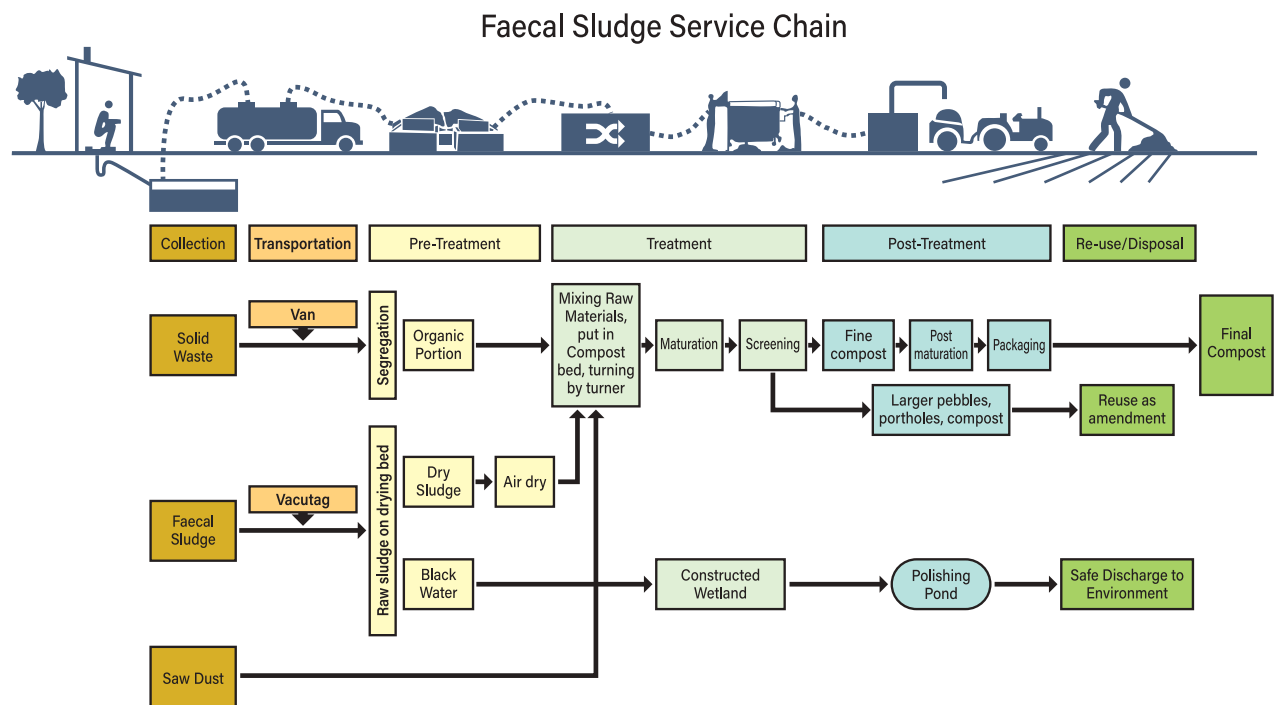 Faecal Sludge Service Chain
Collection
Transportation
Pre-Treatment
Treatment
Post-Treatment
Re-use/Disposal
Solid
Waste
Van
Segregation
Organic
Portion
Mixing Raw
Materials,
put in
Compost
bed, turning
by turner
Maturation
Screening
Fine
compost
Post
maturation
Packaging
Final
Compost
Larger pebbles,
portholes, compost
Reuse as
amendment
Faecal
Sludge
Vacutag
Raw sludge on drying bed
Dry
Sludge
Air dry
Black
Water
Constructed
Wetland
Polishing
Pond
Safe Discharge to
Environment
Saw Dust